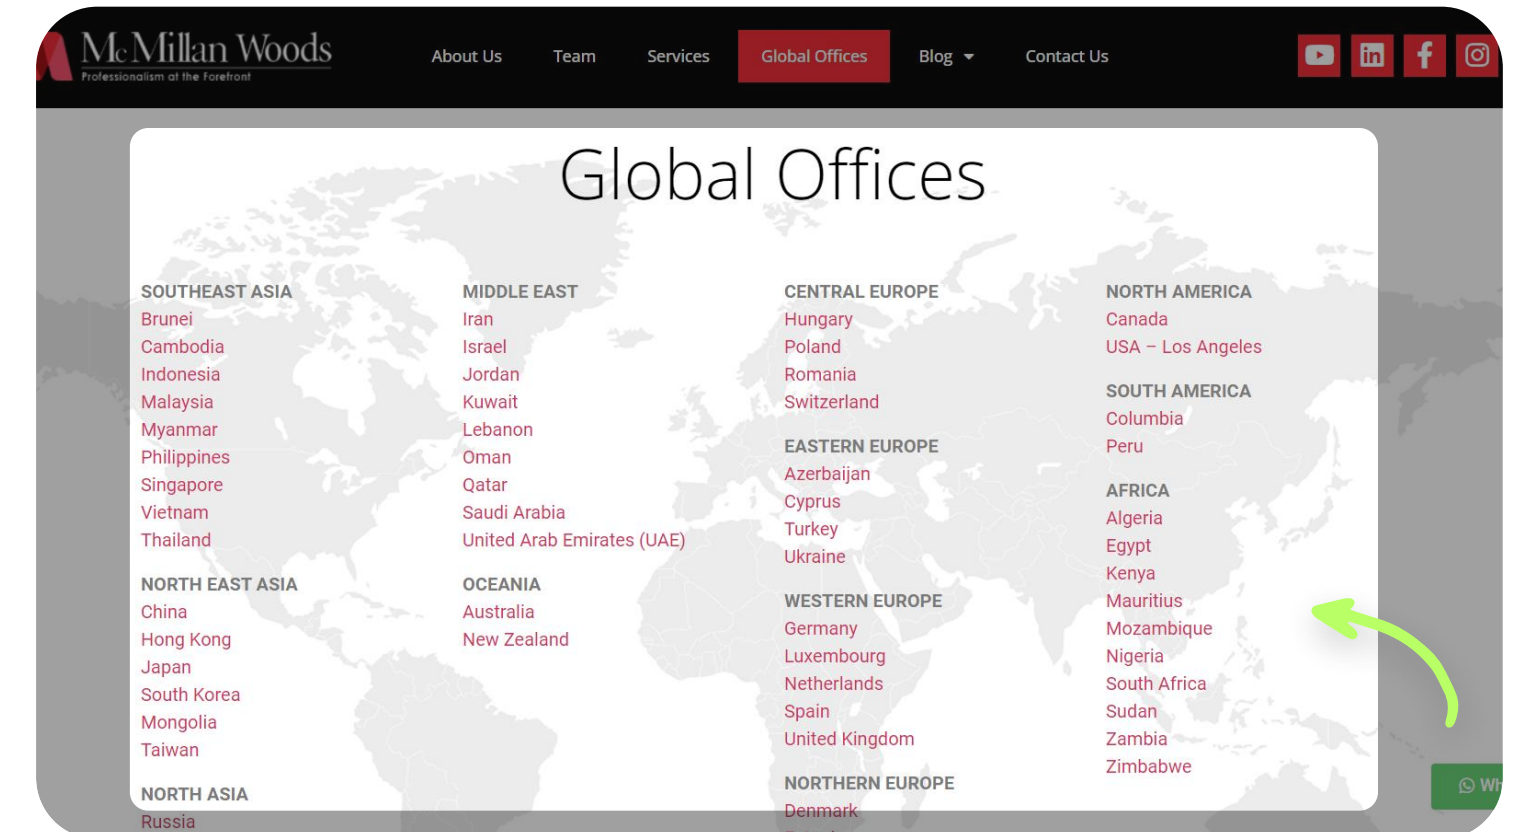 McMillan Woods
Professionalism at the Forefront
About Us
Team
Services
Global Offices
Blog
Contact Us
Global Offices
SOUTHEAST ASIA
Brunei
Cambodia
Indonesia
Malaysia
Myanmar
Philippines
Singapore
Vietnam
Thailand
NORTH EAST ASIA
China
Hong Kong
Japan
South Korea
Mongolia
Taiwan
NORTH ASIA
Russia
MIDDLE EAST
Iran
Israel
Jordan
Kuwait
Lebanon
Oman
Qatar
Saudi Arabia
United Arab Emirates (UAE)
OCEANIA
Australia
New Zealand
CENTRAL EUROPE
Hungary
Poland
Romania
Switzerland
EASTERN EUROPE
Azerbaijan
Cyprus
Turkey
Ukraine
WESTERN EUROPE
Germany
Luxembourg
Netherlands
Spain
United Kingdom
NORTHERN EUROPE
Denmark
NORTH AMERICA
Canada
USA – Los Angeles
SOUTH AMERICA
Columbia
Peru
AFRICA
Algeria
Egypt
Kenya
Mauritius
Mozambique
Nigeria
South Africa
Sudan
Zambia
Zimbabwe